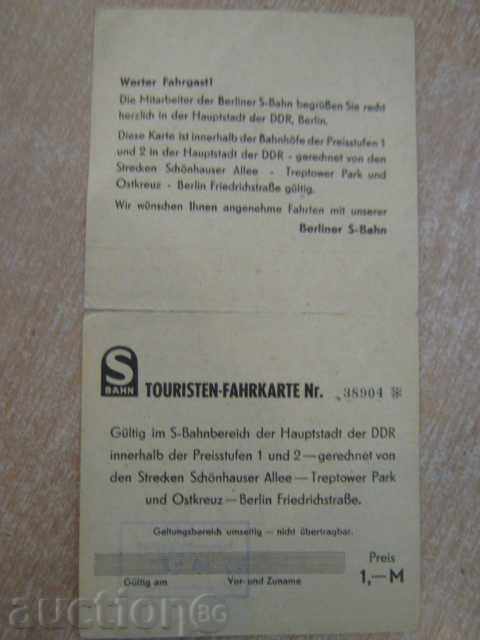 Werter Fahrgast!
Die Mitarbeiter der Berliner S-Bahn begrüßen Sie recht
herzlich in der Hauptstadt der DDR, Berlin.
Diese Karte ist innerhalb der Bahnhöfe der Preisstufen 1
und 2 in der Hauptstadt der DDR - gerechnet von den
Strecken Schönhauser Allee - Treptower Park und
Ostkreuz - Berlin Friedrichstraße gültig.
Wir wünschen Ihnen angenehme Fahrten mit unserer
Berliner S-Bahn
S
BAHN
TOURISTEN-FAHRKARTE Nr. 38904
Gültig im S-Bahnbereich der Hauptstadt der DDR
innerhalb der Preisstufen 1 und 2 — gerechnet von
den Strecken Schönhauser Allee — Treptower Park
und Ostkreuz — Berlin Friedrichstraße.
Geltungsbereich umseitig — nicht übertragbar.
Preis
Gültig am Vor- und Zuname 1,—M
auction BG